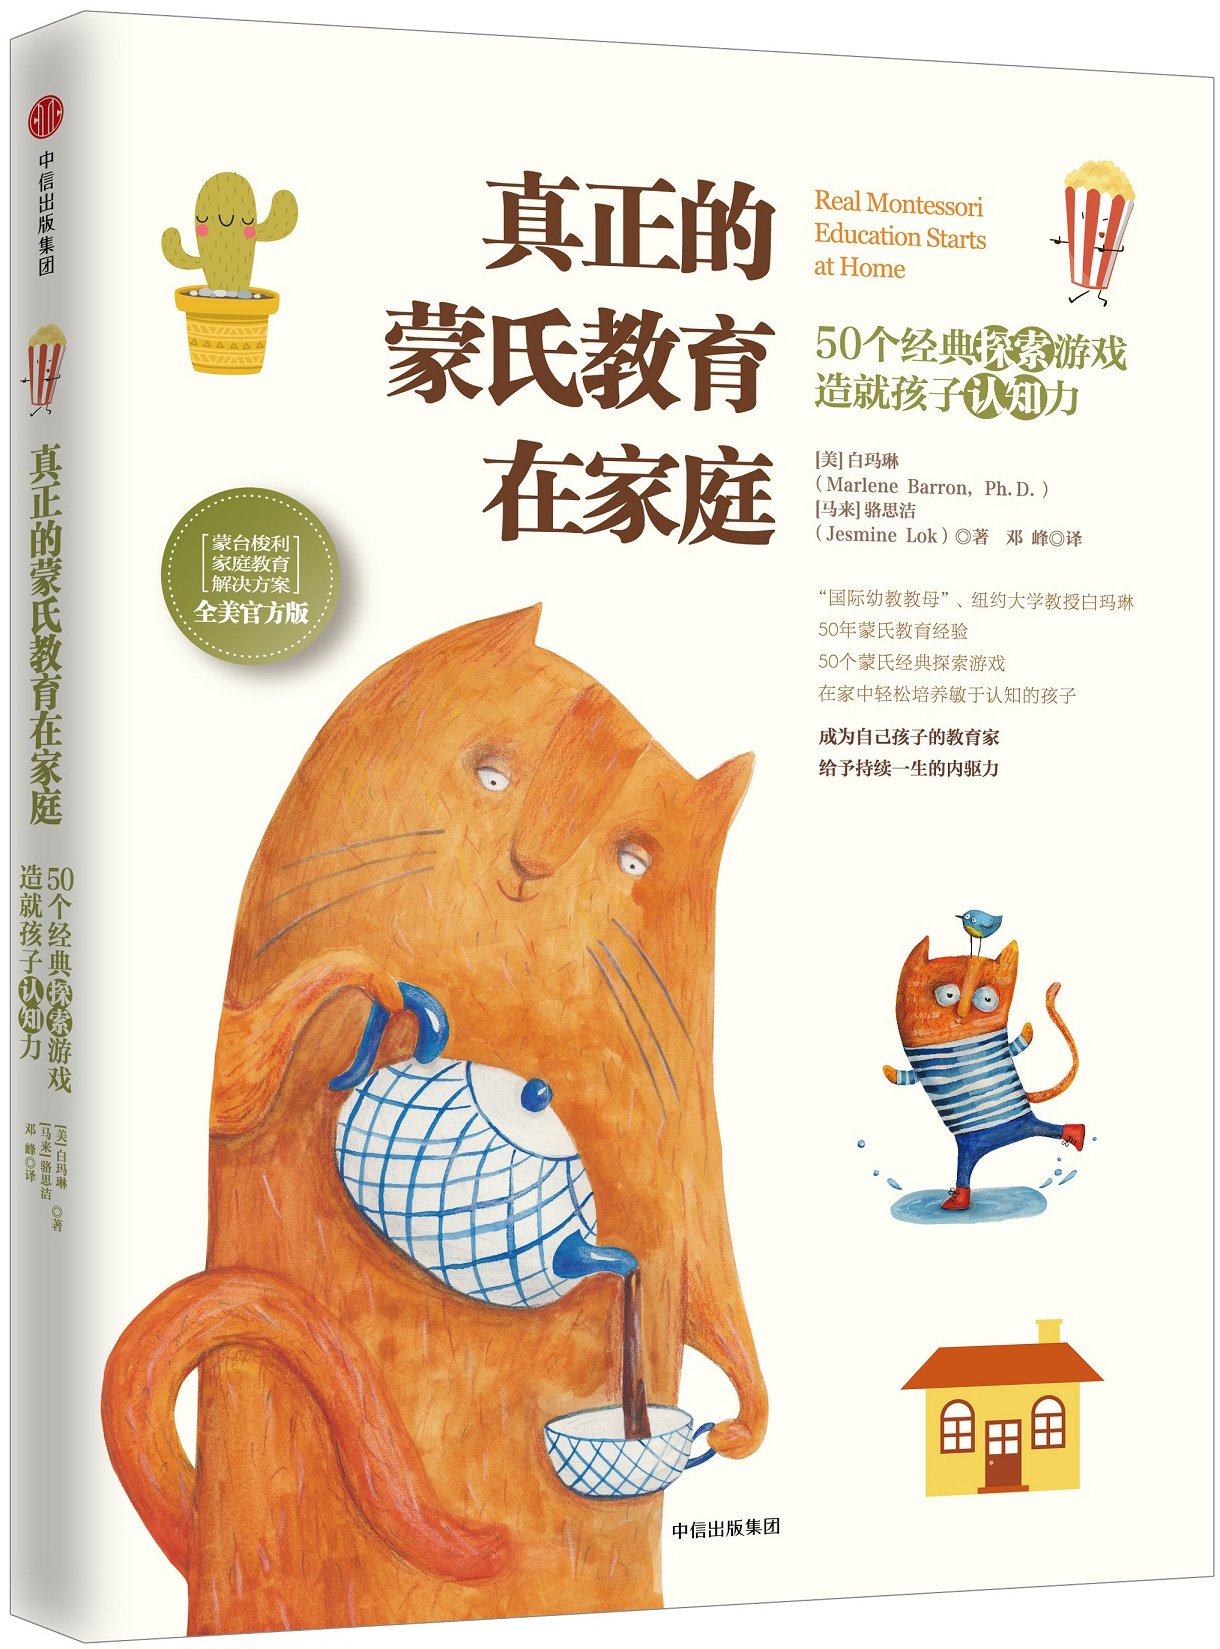 中信出版集团
真正的蒙氏教育在家庭
50个经典探索游戏
造就孩子认知力
[美] 白玛琳
[马来] 骆思洁 ◎著
邓 峰◎译
真正的
蒙氏教育
在家庭
Real Montessori
Education Starts
at Home
50个经典探索游戏
造就孩子认知力
[美] 白玛琳
（Marlene Barron, Ph.D.）
[马来] 骆思洁
（Jesmine Lok）◎著 邓 峰◎译
蒙台梭利
家庭教育
解决方案
全美官方版
“国际幼教教母”、纽约大学教授白玛琳
50年蒙氏教育经验
50个蒙氏经典探索游戏
在家中轻松培养敏于认知的孩子
成为自己孩子的教育家
给予持续一生的内驱力
中信出版集团